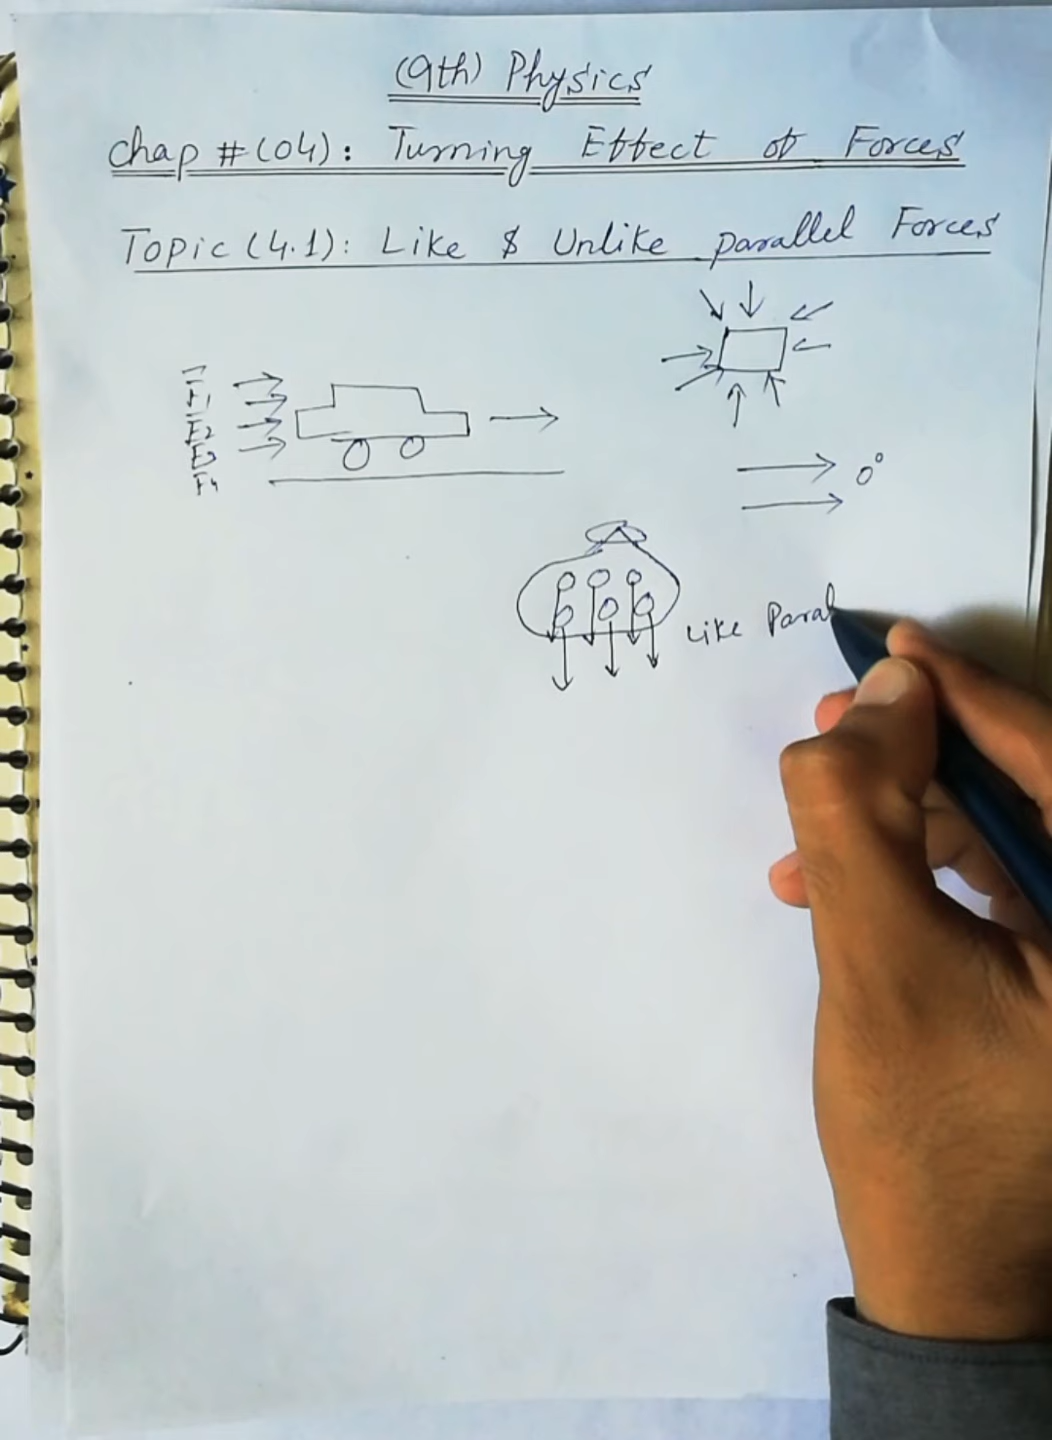 (9th) Physics
Chap # (04): Turning Effect of Forces
Topic (4.1): Like & Unlike parallel Forces
F1
F2
F3
F4
0°
Like Paral